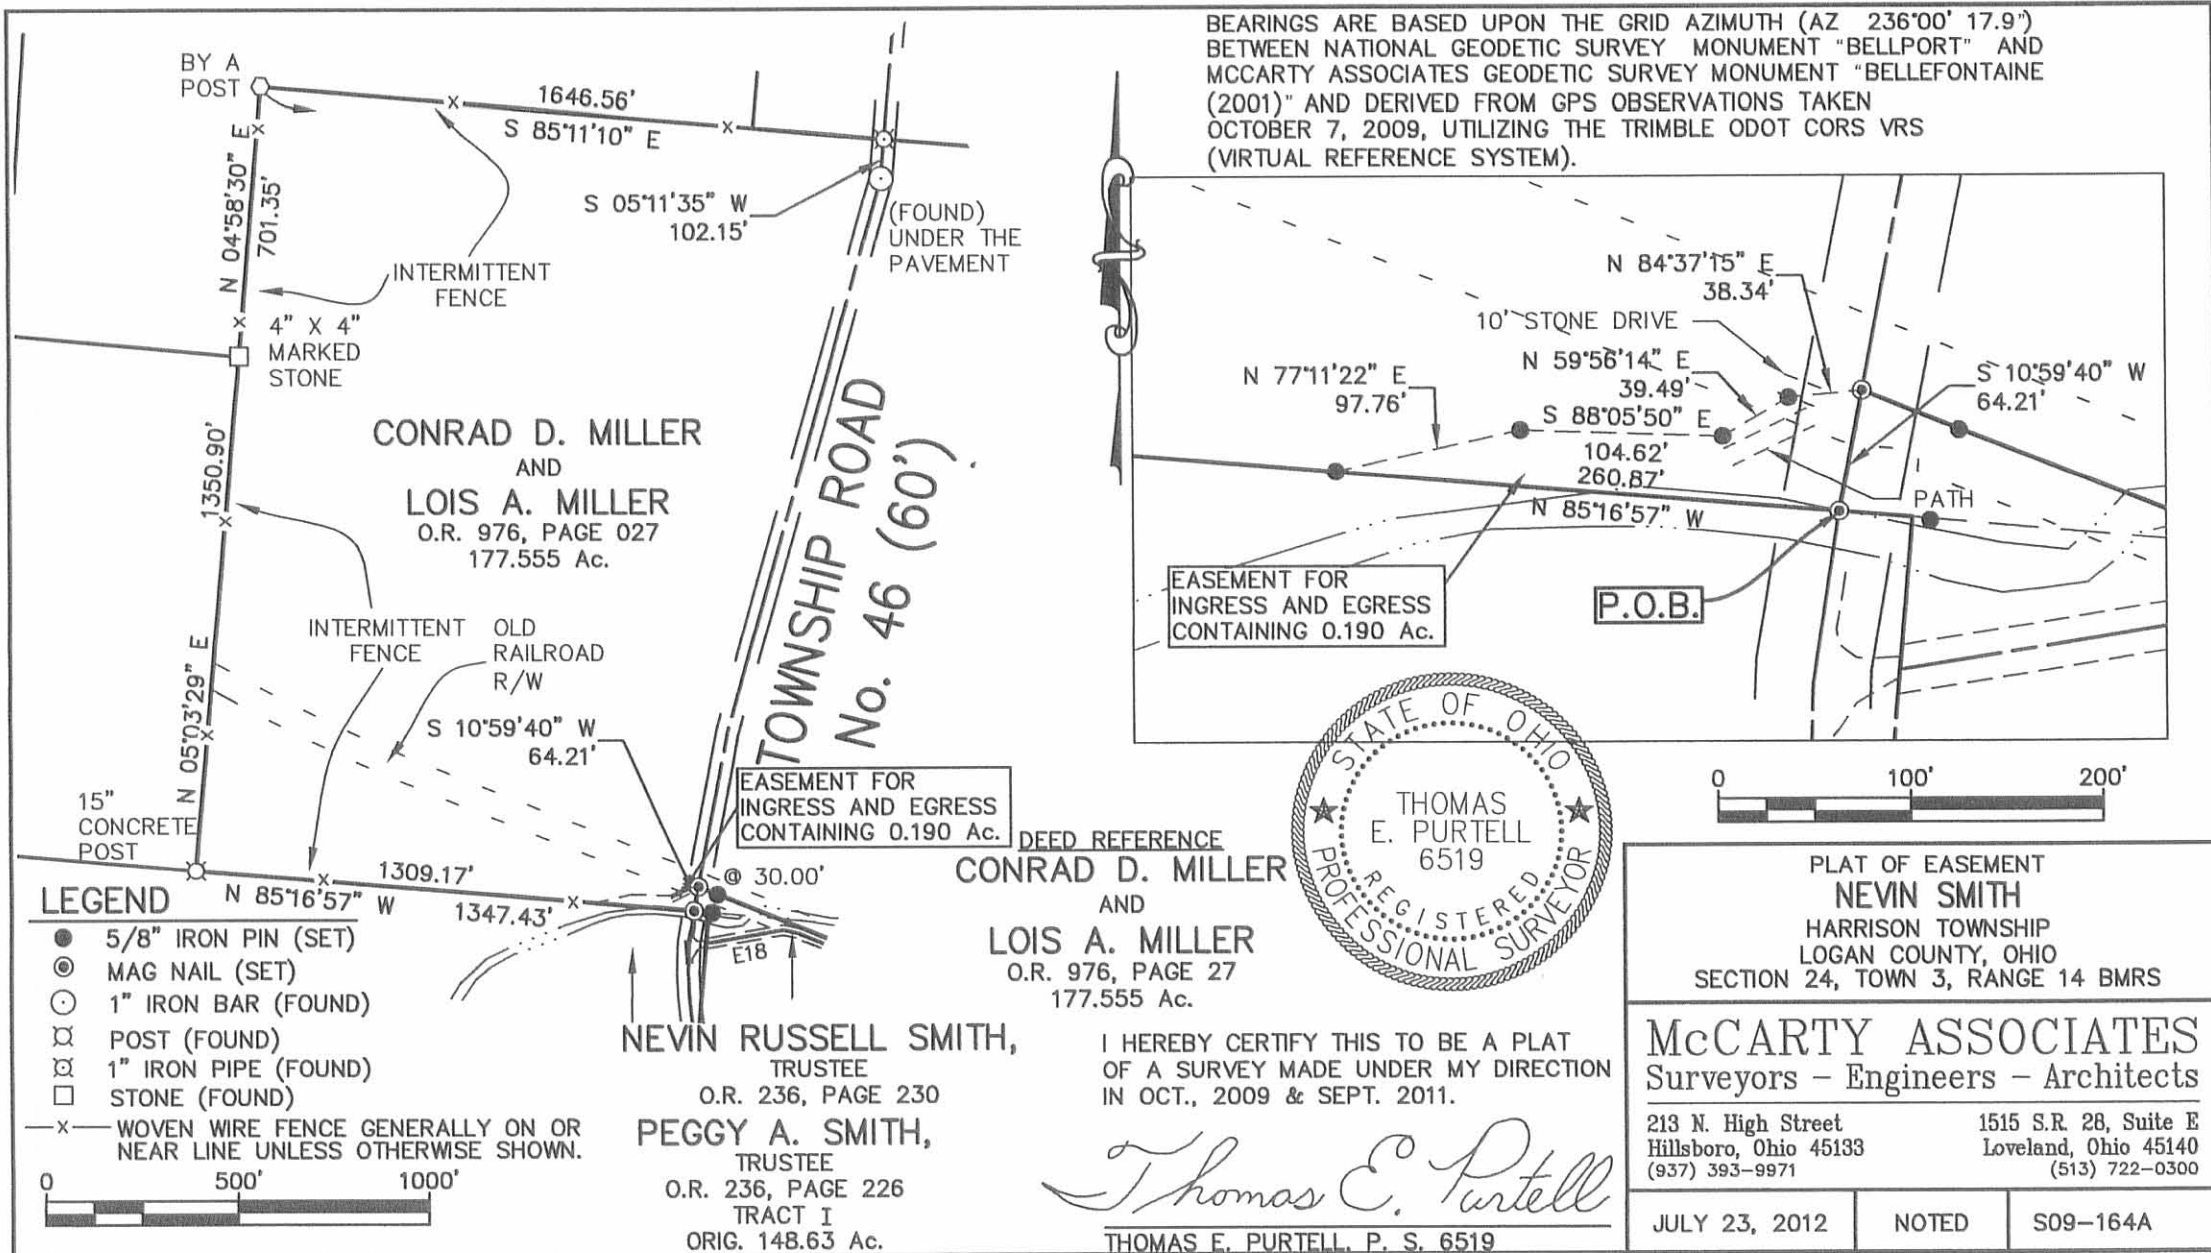 BEARINGS ARE BASED UPON THE GRID AZIMUTH (AZ 236°00' 17.9")
BETWEEN NATIONAL GEODETIC SURVEY MONUMENT "BELLPORT" AND
MCCARTY ASSOCIATES GEODETIC SURVEY MONUMENT "BELLEFONTAINE
(2001)" AND DERIVED FROM GPS OBSERVATIONS TAKEN
OCTOBER 7, 2009, UTILIZING THE TRIMBLE ODOT CORS VRS
(VIRTUAL REFERENCE SYSTEM).
BY A
POST
1646.56'
S 85°11'10" E
N 04°58'30" E
701.35'
S 05°11'35" W
102.15'
(FOUND)
UNDER THE
PAVEMENT
INTERMITTENT
FENCE
4" X 4"
MARKED
STONE
CONRAD D. MILLER
AND
LOIS A. MILLER
O.R. 976, PAGE 027
177.555 Ac.
1350.90'
N 05°03'29" E
TOWNSHIP ROAD
No. 46 (60')
INTERMITTENT
FENCE
OLD
RAILROAD
R/W
S 10°59'40" W
64.21'
EASEMENT FOR
INGRESS AND EGRESS
CONTAINING 0.190 Ac.
15"
CONCRETE
POST
1309.17'
N 85°16'57" W
1347.43'
@ 30.00'
E18
N 84°37'15" E
38.34'
10' STONE DRIVE
N 59°56'14" E
39.49'
N 77°11'22" E
97.76'
S 88°05'50" E
104.62'
260.87'
N 85°16'57" W
S 10°59'40" W
64.21'
PATH
EASEMENT FOR
INGRESS AND EGRESS
CONTAINING 0.190 Ac.
P.O.B.
0 100' 200'
LEGEND
5/8" IRON PIN (SET)
MAG NAIL (SET)
1" IRON BAR (FOUND)
POST (FOUND)
1" IRON PIPE (FOUND)
STONE (FOUND)
x WOVEN WIRE FENCE GENERALLY ON OR
NEAR LINE UNLESS OTHERWISE SHOWN.
0 500' 1000'
NEVIN RUSSELL SMITH,
TRUSTEE
O.R. 236, PAGE 230
PEGGY A. SMITH,
TRUSTEE
O.R. 236, PAGE 226
TRACT I
ORIG. 148.63 Ac.
DEED REFERENCE
CONRAD D. MILLER
AND
LOIS A. MILLER
O.R. 976, PAGE 27
177.555 Ac.
STATE OF OHIO
THOMAS
E. PURTELL
6519
REGISTERED
PROFESSIONAL SURVEYOR
I HEREBY CERTIFY THIS TO BE A PLAT
OF A SURVEY MADE UNDER MY DIRECTION
IN OCT., 2009 & SEPT. 2011.
Thomas E. Purtell
THOMAS E. PURTELL, P. S. 6519
PLAT OF EASEMENT
NEVIN SMITH
HARRISON TOWNSHIP
LOGAN COUNTY, OHIO
SECTION 24, TOWN 3, RANGE 14 BMRS
McCARTY ASSOCIATES
Surveyors – Engineers – Architects
213 N. High Street
Hillsboro, Ohio 45133
(937) 393-9971
1515 S.R. 28, Suite E
Loveland, Ohio 45140
(513) 722-0300
JULY 23, 2012
NOTED
S09-164A